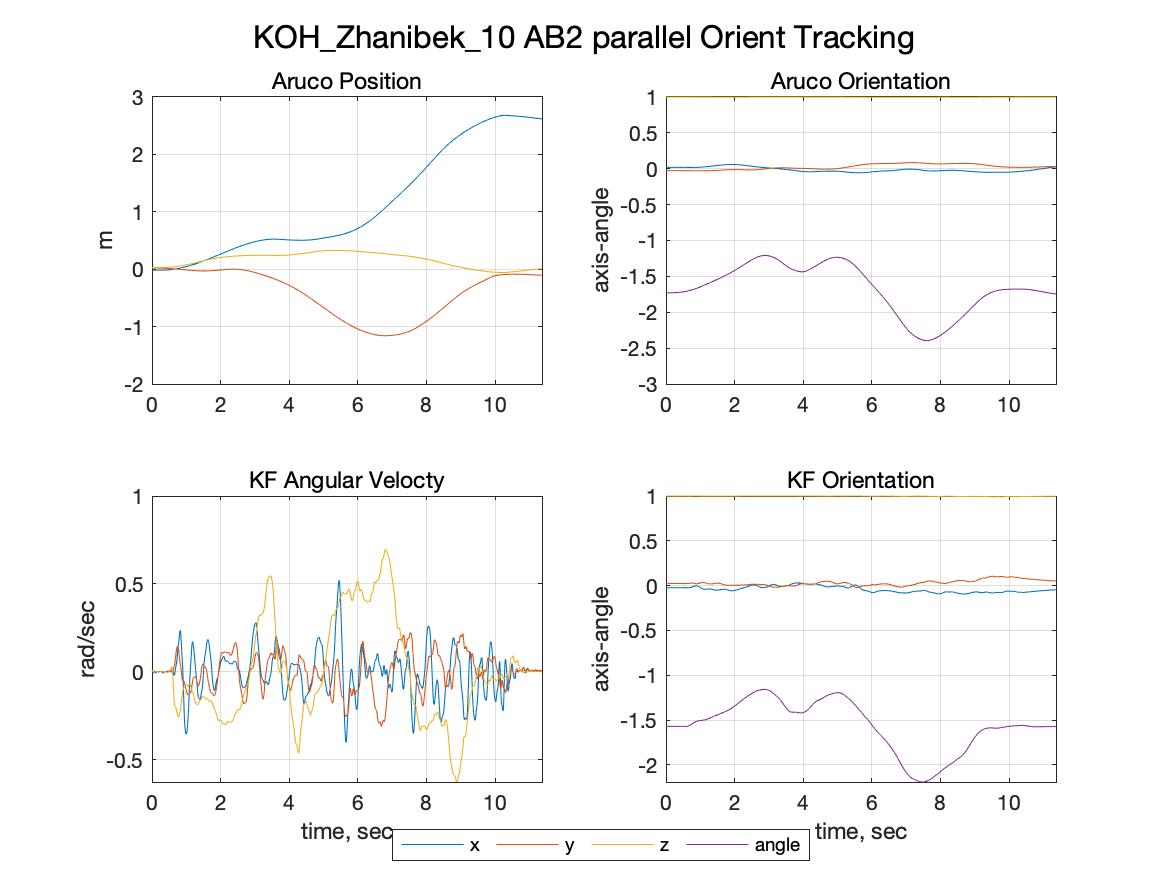 KOH_Zhanibek_10 AB2 parallel Orient Tracking
Aruco Position
3
2
1
0
-1
-2
m
0 2 4 6 8 10
Aruco Orientation
1
0.5
0
-0.5
-1
-1.5
-2
-2.5
-3
axis-angle
0 2 4 6 8 10
KF Angular Velocty
1
0.5
0
-0.5
rad/sec
0 2 4 6 8 10
time, sec
KF Orientation
1
0.5
0
-0.5
-1
-1.5
-2
axis-angle
0 2 4 6 8 10
time, sec
x y z angle